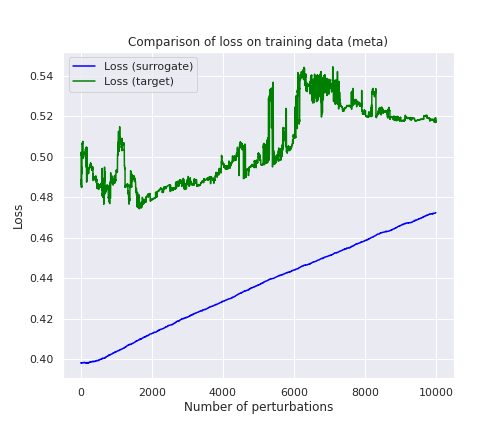 Comparison of loss on training data (meta)
Loss (surrogate)
Loss (target)
0.54
0.52
0.50
0.48
0.46
0.44
0.42
0.40
Loss
0 2000 4000 6000 8000 10000
Number of perturbations